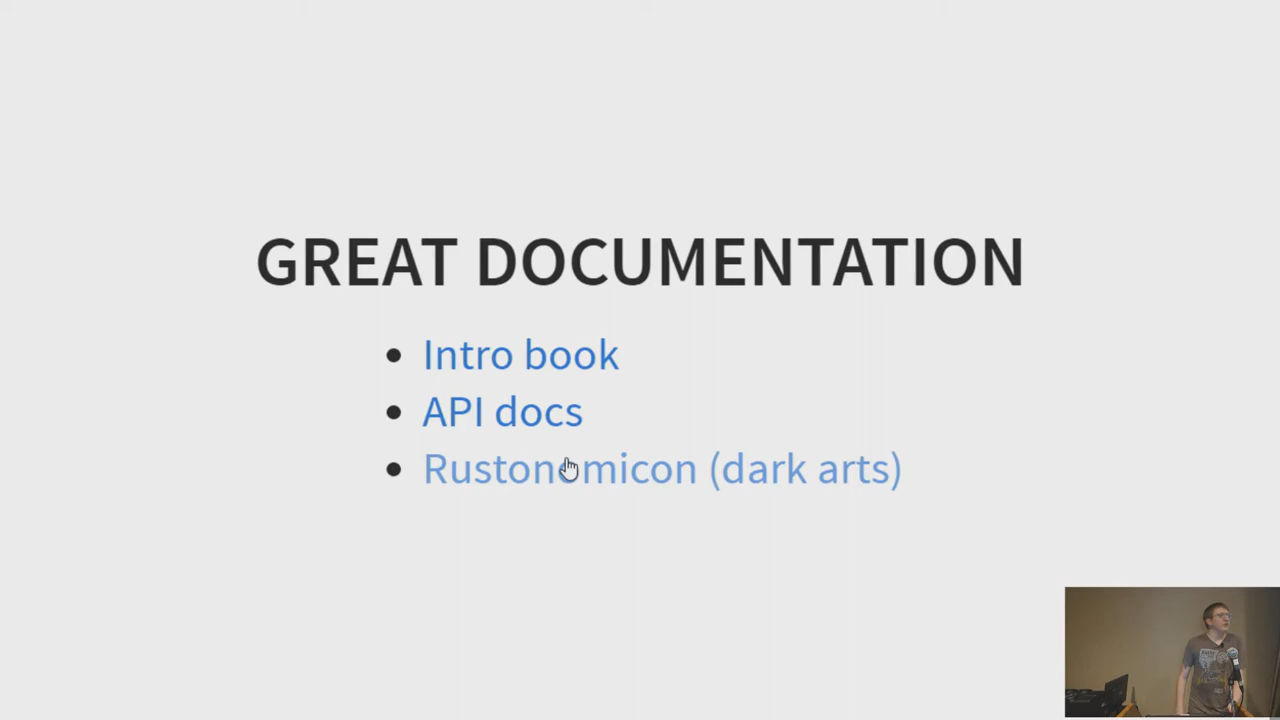 GREAT DOCUMENTATION
Intro book
API docs
Rustonomicon (dark arts)